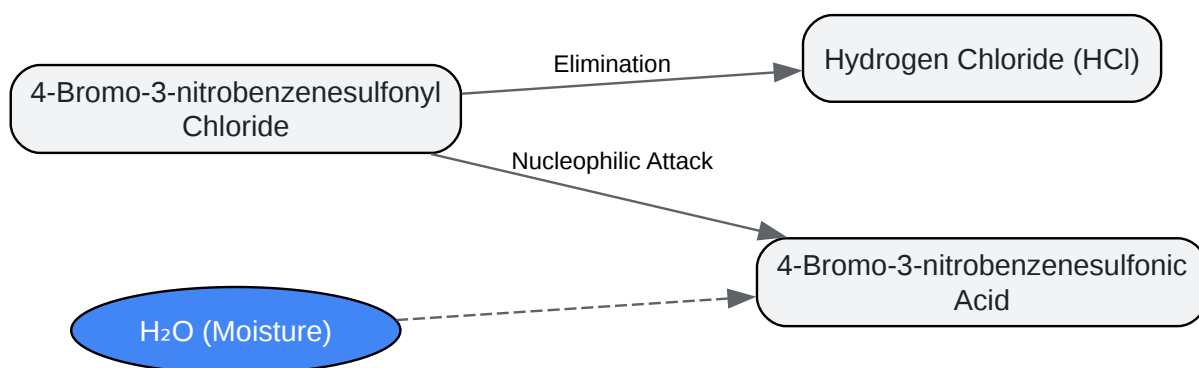 4-Bromo-3-nitrobenzenesulfonyl
Chloride
Elimination
Hydrogen Chloride (HCl)
Nucleophilic Attack
4-Bromo-3-nitrobenzenesulfonic
Acid
H₂O (Moisture)